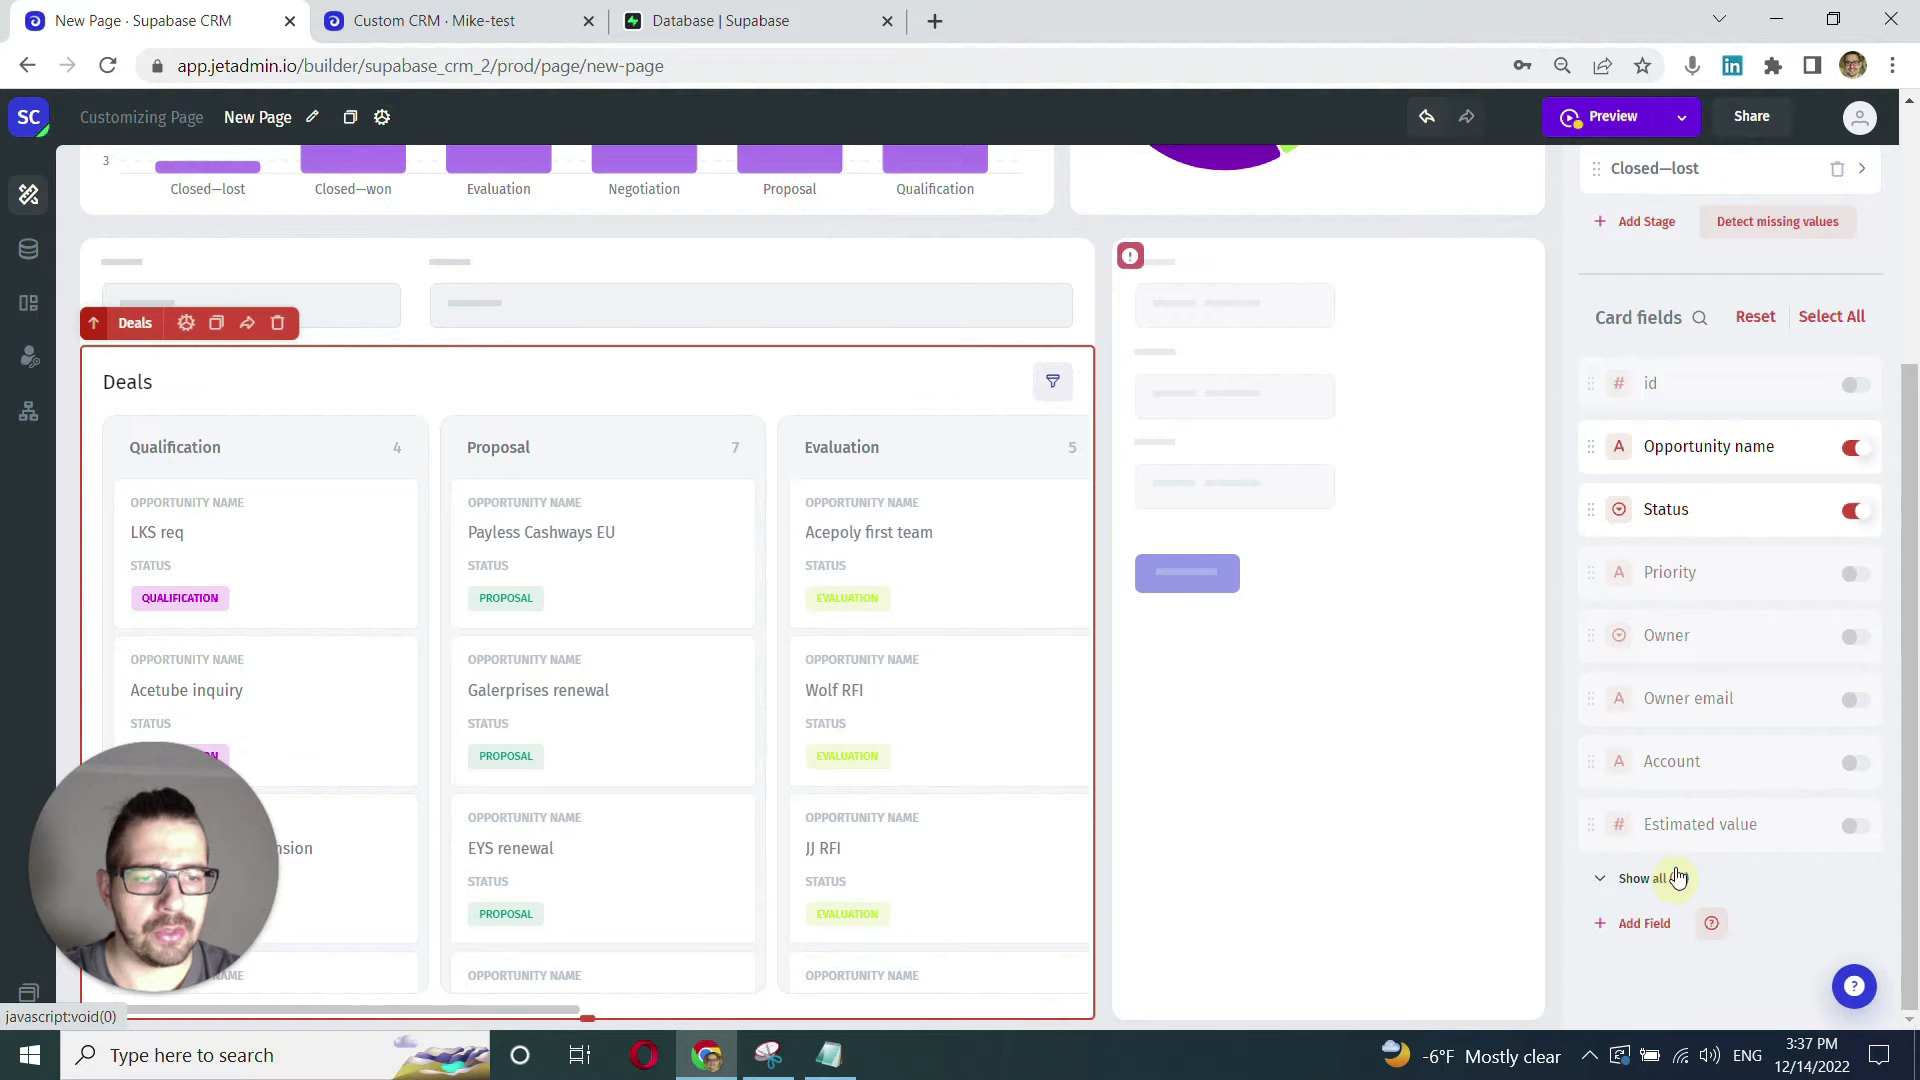 New Page · Supabase CRM
Custom CRM · Mike-test
Database | Supabase
app.jetadmin.io/builder/supabase_crm_2/prod/page/new-page
SC
Customizing Page
New Page
Preview
Share
3
Closed—lost
Closed—won
Evaluation
Negotiation
Proposal
Qualification
Closed—lost
Add Stage
Detect missing values
Deals
Card fields
Reset
Select All
Deals
Qualification 4
Proposal 7
Evaluation 5
OPPORTUNITY NAME
LKS req
STATUS
QUALIFICATION
OPPORTUNITY NAME
Acetube inquiry
STATUS
OPPORTUNITY NAME
Payless Cashways EU
STATUS
PROPOSAL
OPPORTUNITY NAME
Galerprises renewal
STATUS
PROPOSAL
OPPORTUNITY NAME
EYS renewal
STATUS
PROPOSAL
OPPORTUNITY NAME
OPPORTUNITY NAME
Acepoly first team
STATUS
EVALUATION
OPPORTUNITY NAME
Wolf RFI
STATUS
EVALUATION
OPPORTUNITY NAME
JJ RFI
STATUS
EVALUATION
OPPORTUNITY NAME
# id
A Opportunity name
Status
A Priority
Owner
A Owner email
A Account
# Estimated value
Show all
Add Field
javascript:void(0)
Type here to search
-6°F Mostly clear
ENG
3:37 PM
12/14/2022